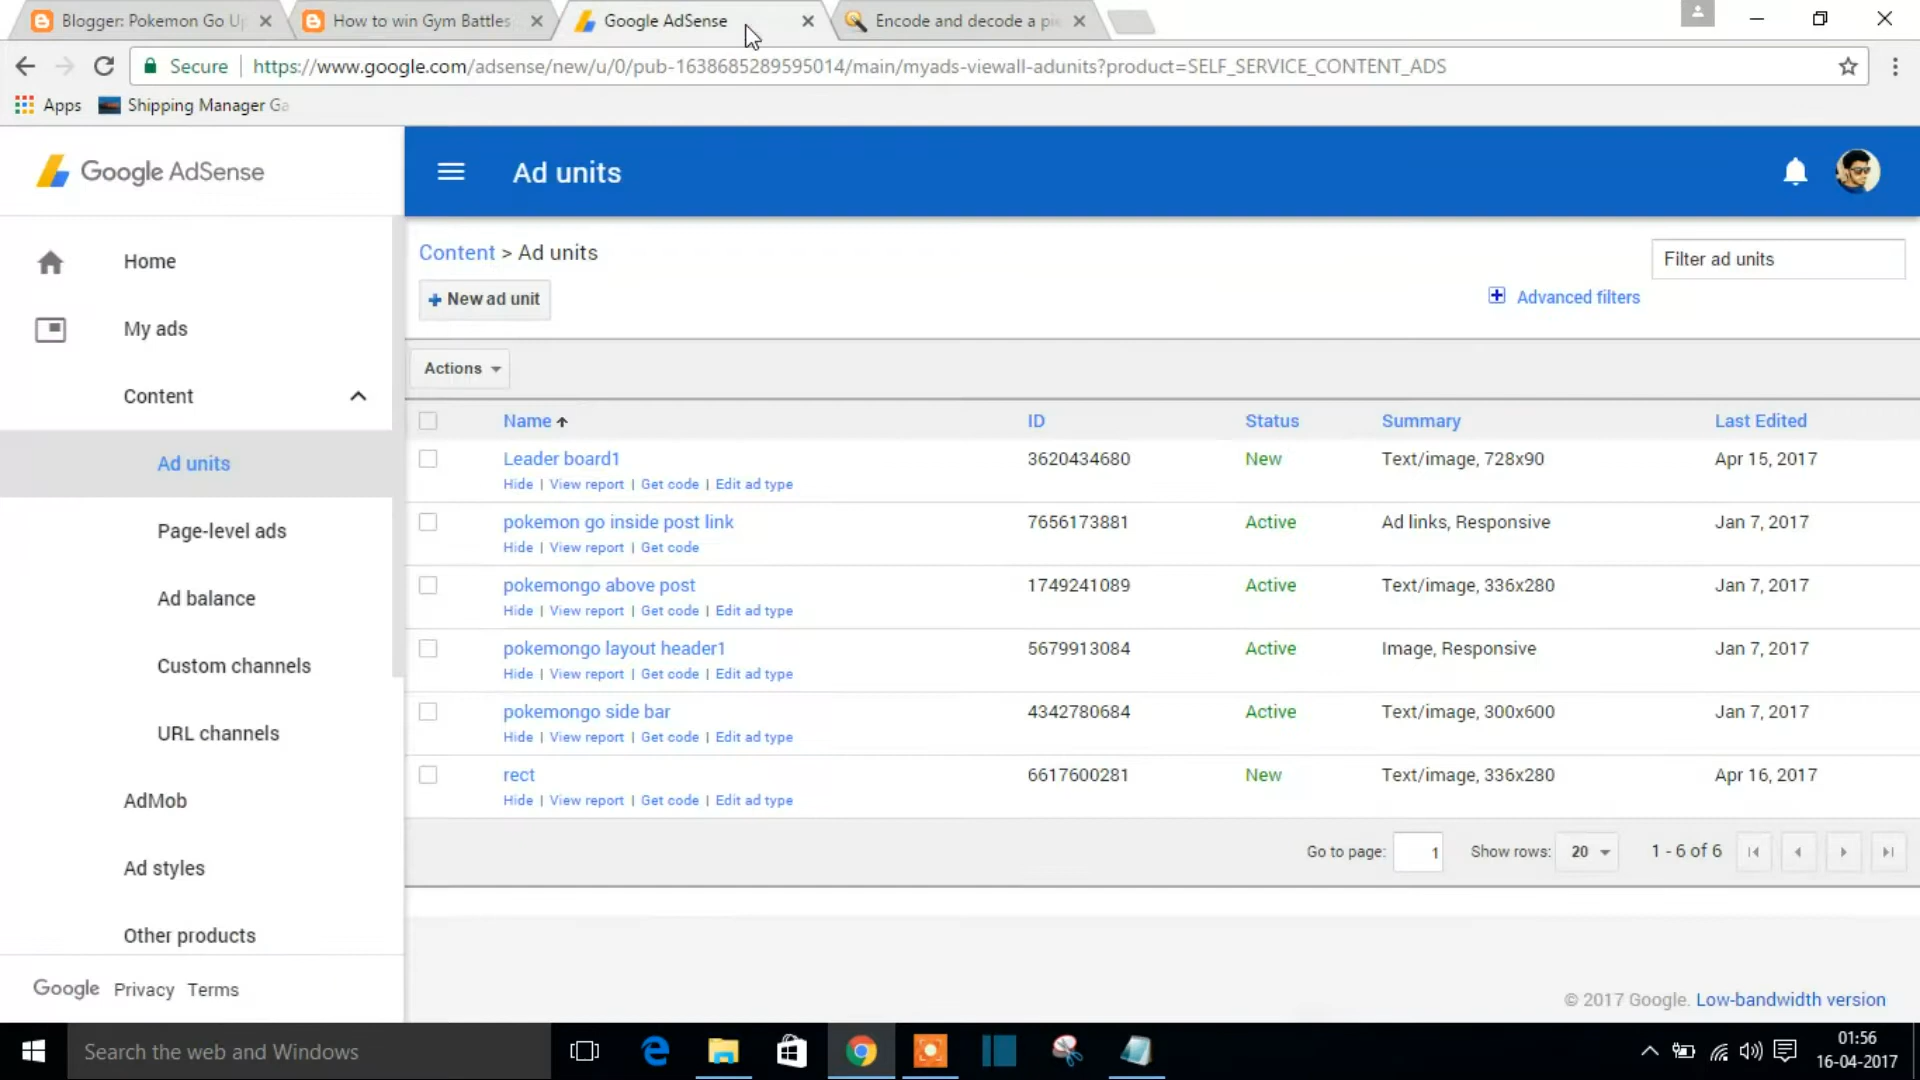 Blogger: Pokemon Go Up
How to win Gym Battles
Google AdSense
Encode and decode a pie
Secure
https://www.google.com/adsense/new/u/0/pub-1638685289595014/main/myads-viewall-adunits?product=SELF_SERVICE_CONTENT_ADS
Apps
Shipping Manager Ga
Google AdSense
Ad units
Home
My ads
Content
Ad units
Page-level ads
Ad balance
Custom channels
URL channels
AdMob
Ad styles
Other products
Google Privacy Terms
Content > Ad units
Filter ad units
+ New ad unit
Advanced filters
Actions
Name ID Status Summary Last Edited
Leader board1 3620434680 New Text/image, 728x90 Apr 15, 2017
Hide | View report | Get code | Edit ad type
pokemon go inside post link 7656173881 Active Ad links, Responsive Jan 7, 2017
Hide | View report | Get code
pokemongo above post 1749241089 Active Text/image, 336x280 Jan 7, 2017
Hide | View report | Get code | Edit ad type
pokemongo layout header1 5679913084 Active Image, Responsive Jan 7, 2017
Hide | View report | Get code | Edit ad type
pokemongo side bar 4342780684 Active Text/image, 300x600 Jan 7, 2017
Hide | View report | Get code | Edit ad type
rect 6617600281 New Text/image, 336x280 Apr 16, 2017
Hide | View report | Get code | Edit ad type
Go to page: 1 Show rows: 20 1 - 6 of 6
© 2017 Google. Low-bandwidth version
Search the web and Windows
01:56
16-04-2017